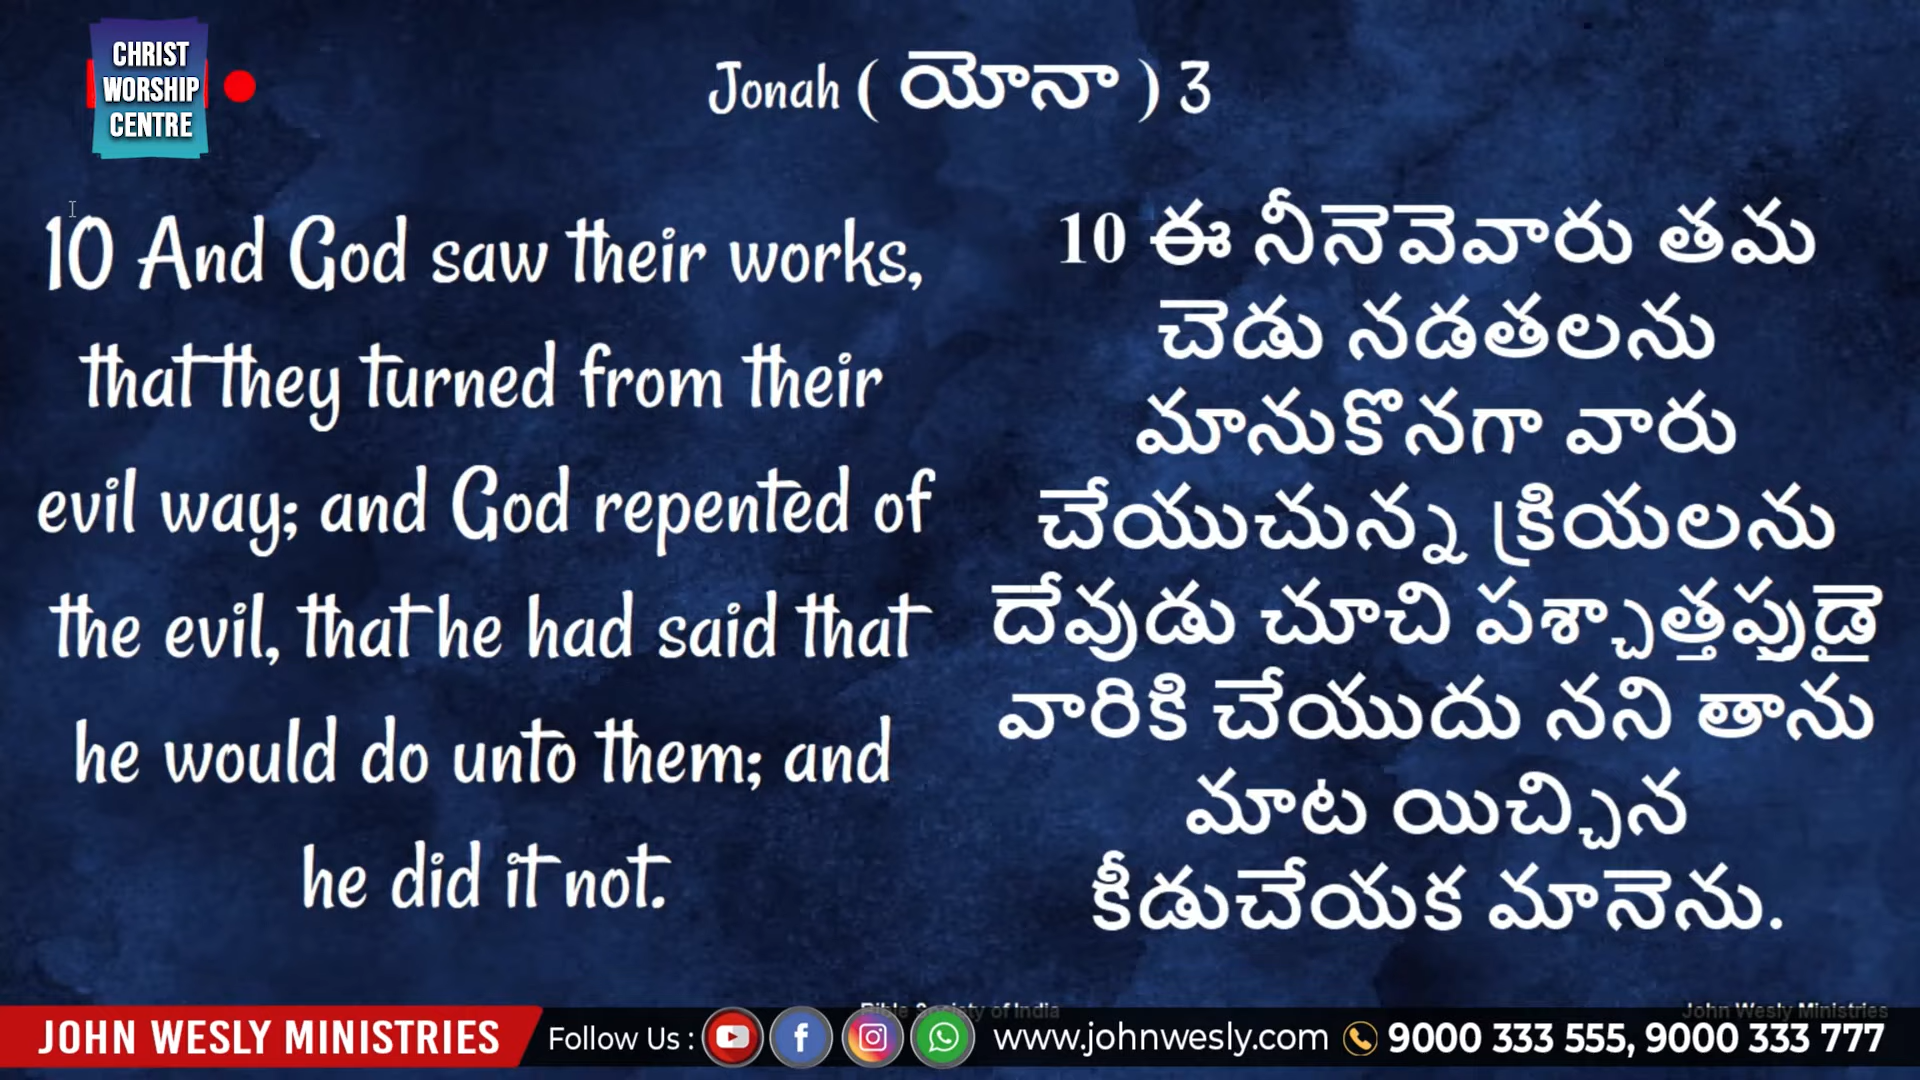 CHRIST
WORSHIP
CENTRE
Jonah ( యోనా ) 3
10 And God saw their works,
that they turned from their
evil way; and God repented of
the evil, that he had said that
he would do unto them; and
he did it not.
10 ఈ నీనెవెవారు తమ
చెడు నడతలను
మానుకొనగా వారు
చేయుచున్న క్రియలను
దేవుడు చూచి పశ్చాత్తప్తుడై
వారికి చేయుదు నని తాను
మాట యిచ్చిన
కీడుచేయక మానెను.
Bible Society of India
John Wesly Ministries
JOHN WESLY MINISTRIES
Follow Us :
www.johnwesly.com
9000 333 555, 9000 333 777